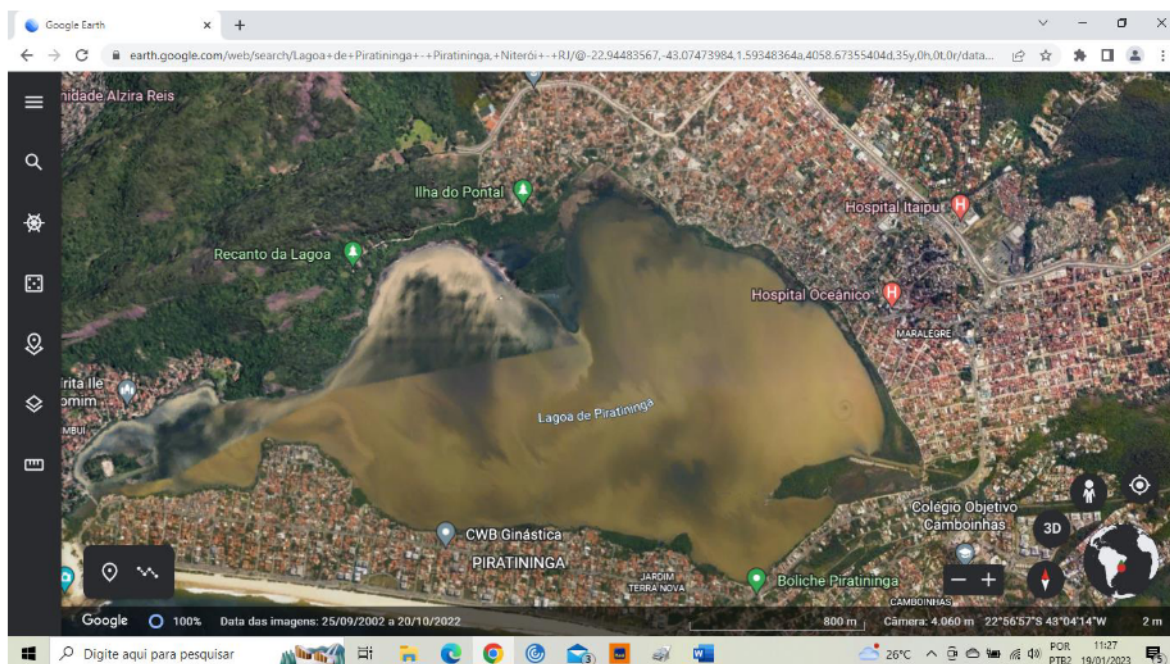 Google Earth
earth.google.com/web/search/Lagoa+de+Piratininga+-+Piratininga,+Niterói+-+RJ/@-22.94483567,-43.07473984,1.59348364a,4058.67355404d,35y,0h,0t,0r/data...
nidade Alzira Reis
Ilha do Pontal
Hospital Itaipu
Recanto da Lagoa
Hospital Oceânico
MARALEGRE
rita Ile
omim
MBUÍ
Lagoa de Piratininga
Colégio Objetivo
Camboinhas
CWB Ginástica
3D
PIRATININGA
JARDIM
TERRA NOVA
Boliche Piratininga
CAMBOINHAS
Google 100% Data das imagens: 25/09/2002 a 20/10/2022 800 m Câmera: 4.060 m 22°56'57"S 43°04'14"W 2 m
Digite aqui para pesquisar 26°C POR 11:27
PTB2 19/01/2023